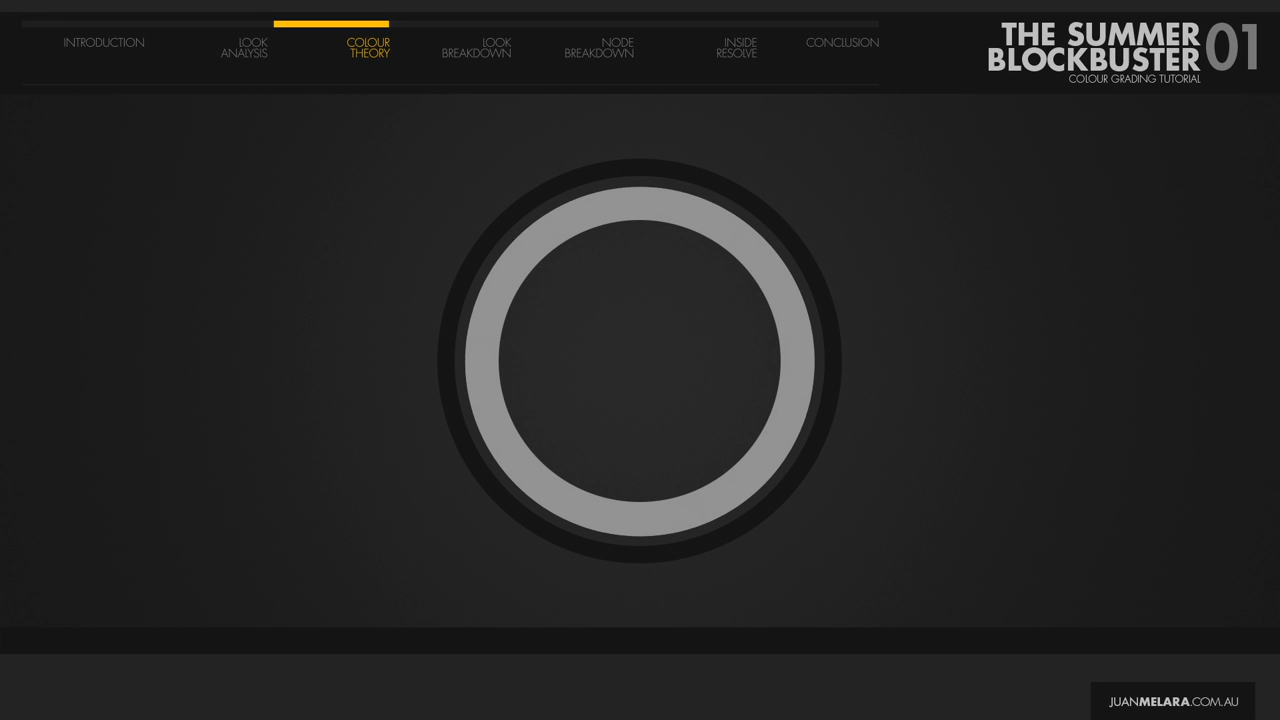 INTRODUCTION
LOOK
ANALYSIS
COLOUR
THEORY
LOOK
BREAKDOWN
NODE
BREAKDOWN
INSIDE
RESOLVE
CONCLUSION
THE SUMMER
BLOCKBUSTER 01
COLOUR GRADING TUTORIAL
JUANMELARA.COM.AU